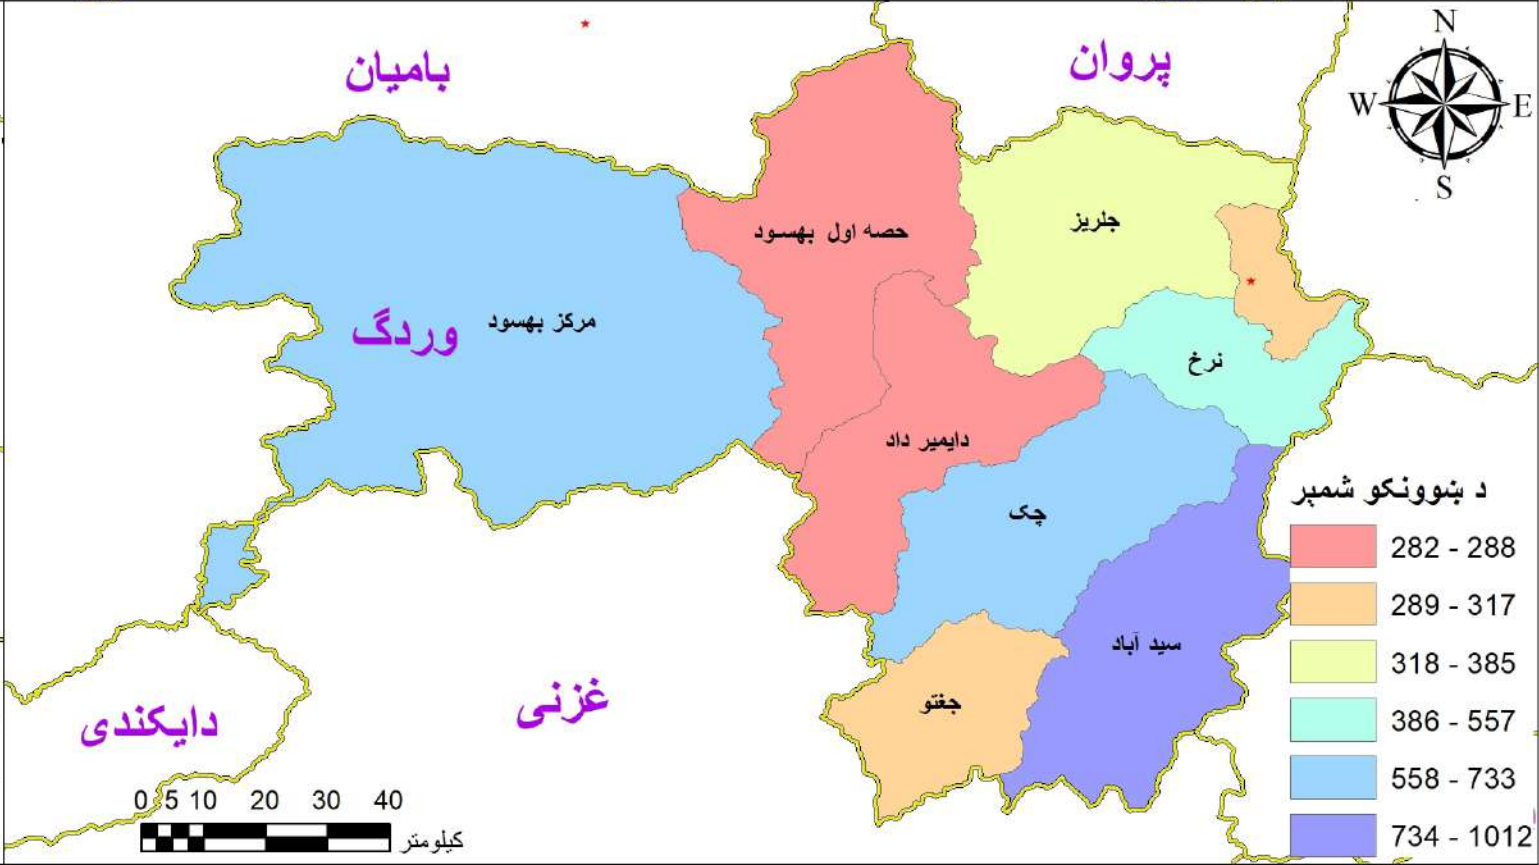 N
W E
S
بامیان
پروان
جلریز
حصه اول بهسود
مرکز بهسود
وردگ
نرخ
دایمیر داد
چک
سید آباد
جغتو
غزنی
دایکندی
د ښوونکو شمېر
282 - 288
289 - 317
318 - 385
386 - 557
558 - 733
734 - 1012
0 5 10 20 30 40
کیلومتر